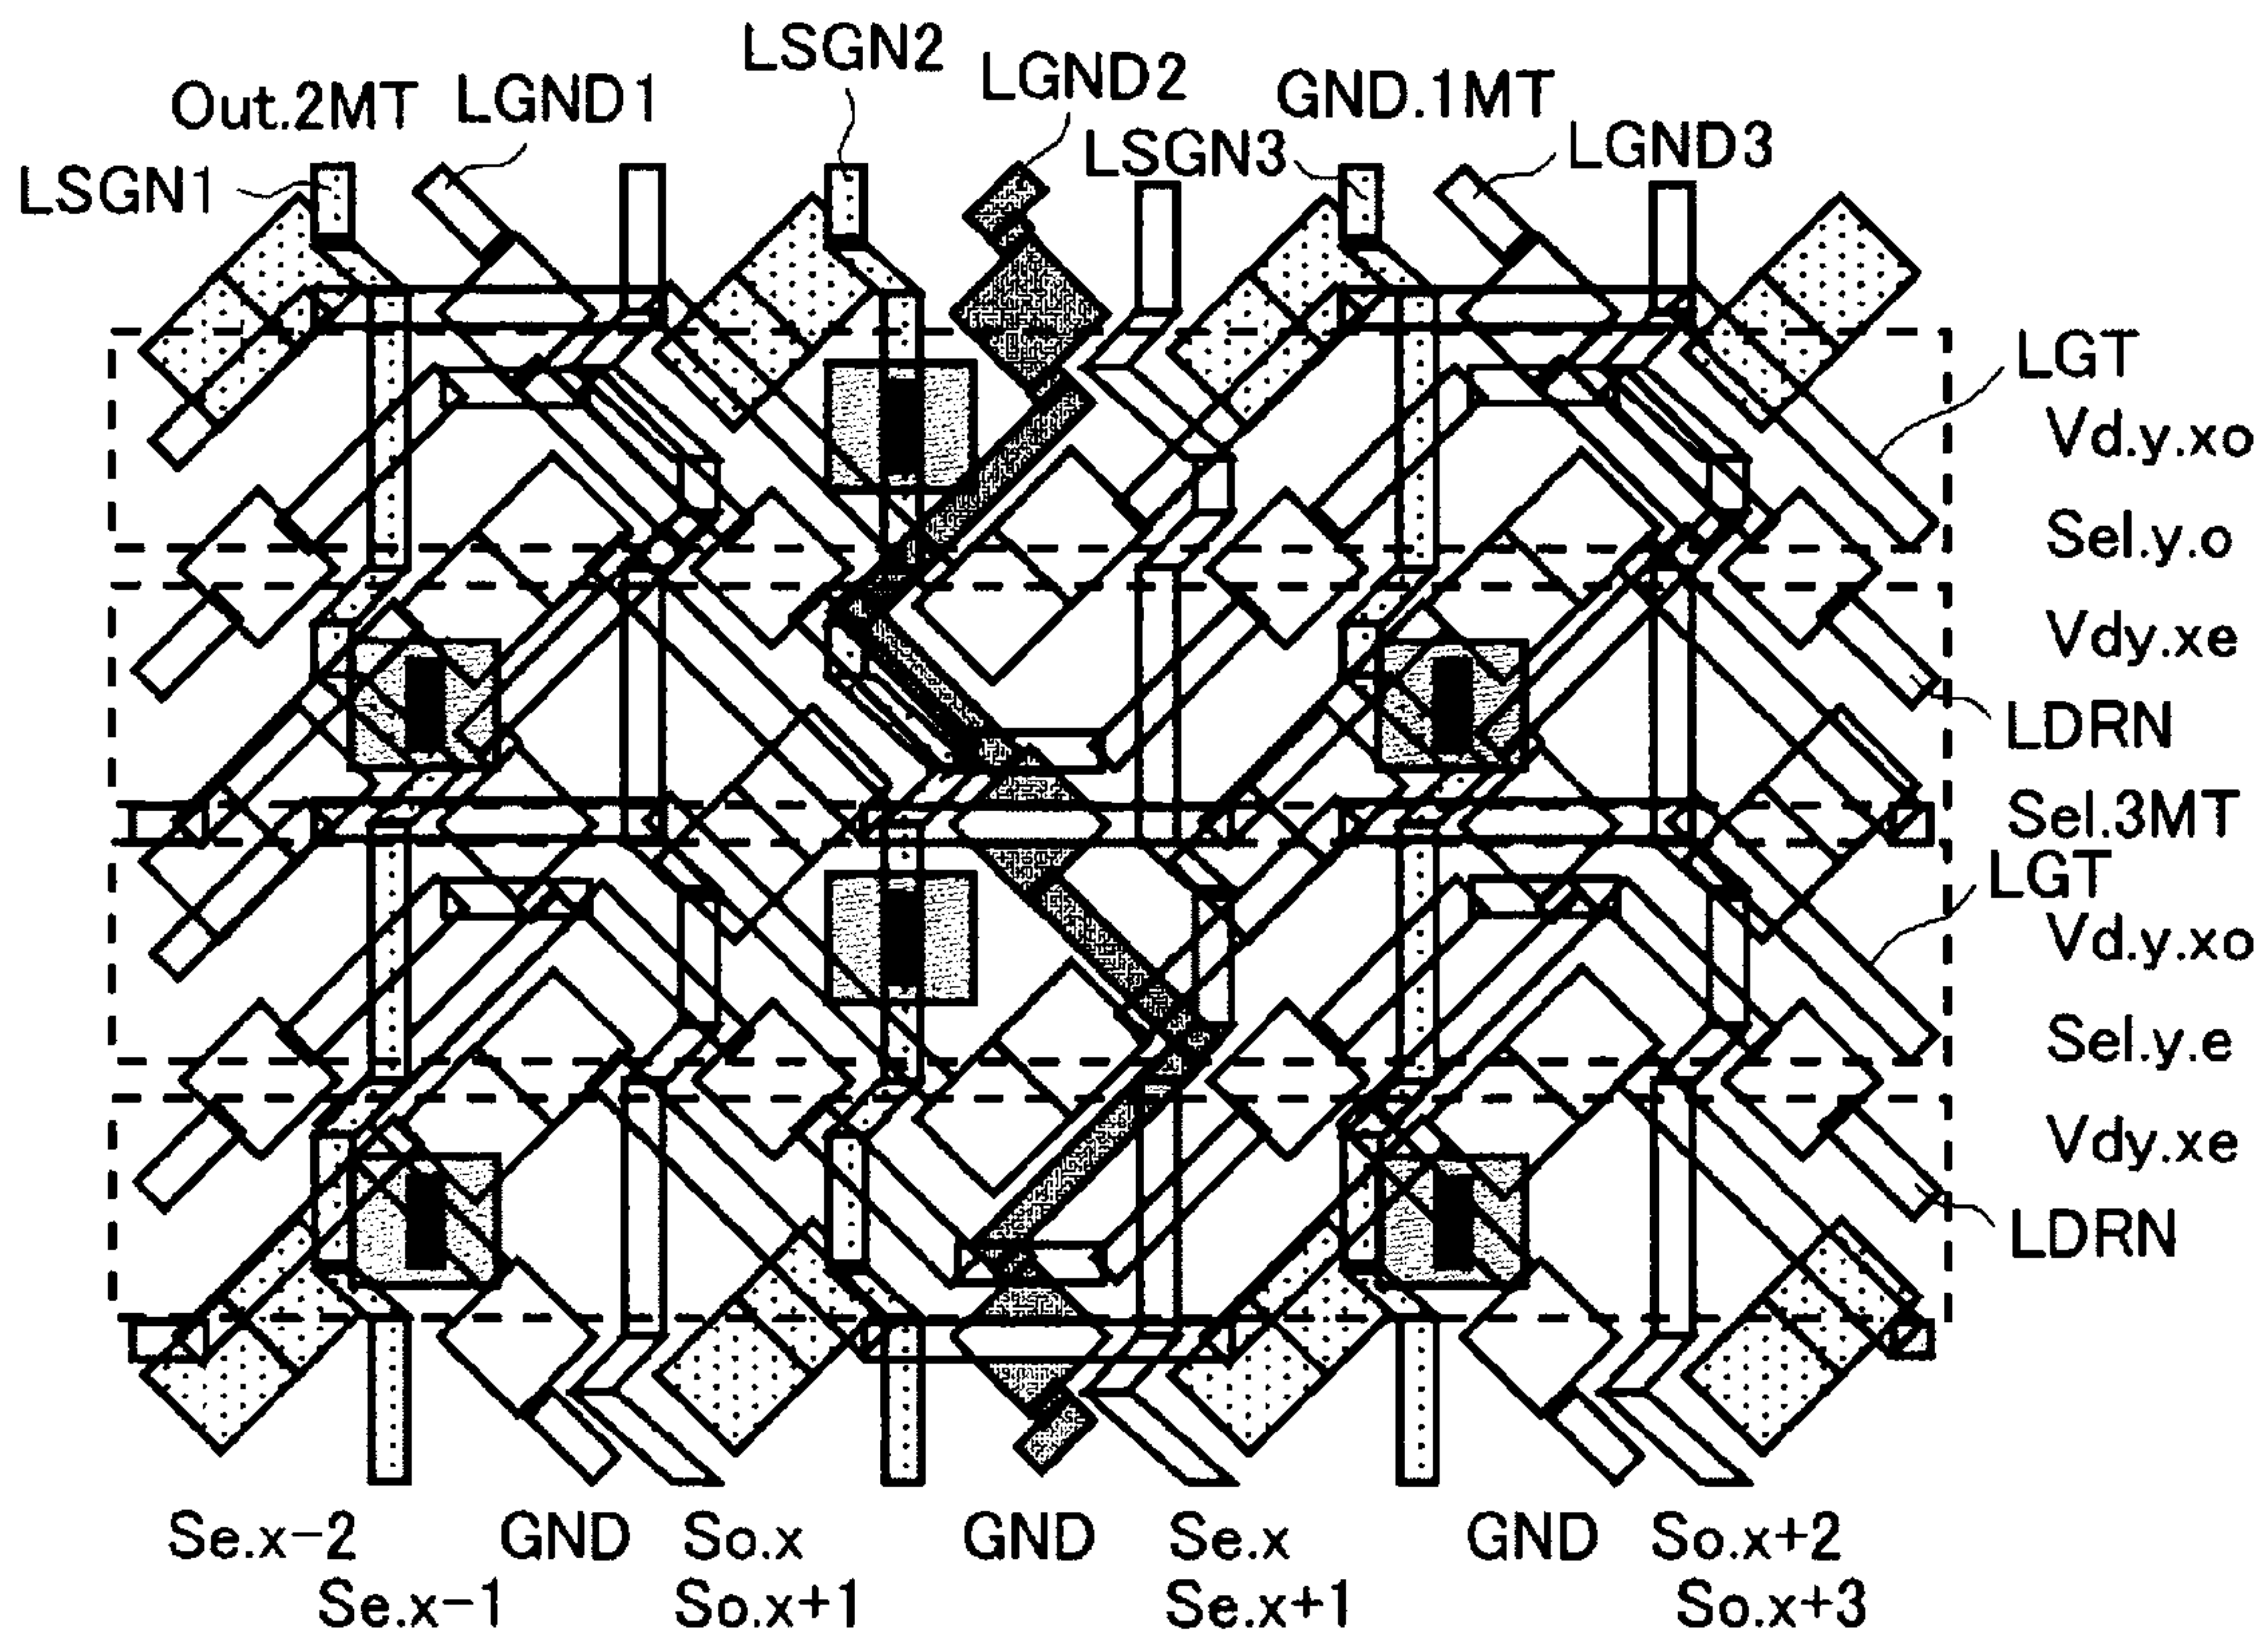 LSGN2
LGND2
Out.2MT LGND1
GND.1MT
LSGN3
LGND3
LSGN1
LGT
Vd.y.xo
Sel.y.o
Vdy.xe
LDRN
Sel.3MT
LGT
Vd.y.xo
Sel.y.e
Vdy.xe
LDRN
Se.x-2 GND So.x GND Se.x GND So.x+2
Se.x-1 So.x+1 Se.x+1 So.x+3